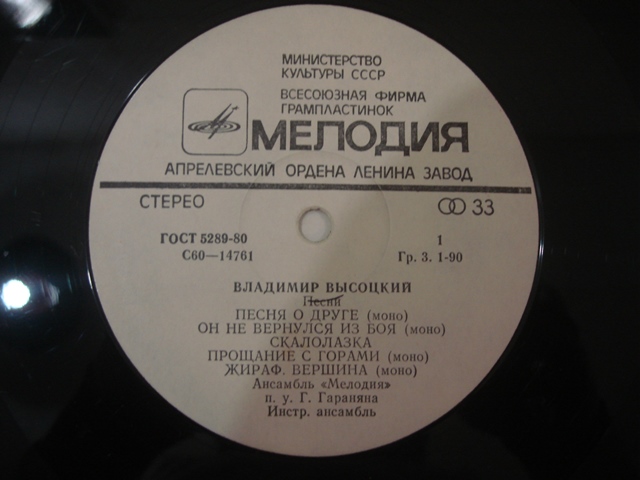 МИНИСТЕРСТВО
КУЛЬТУРЫ СССР
ВСЕСОЮЗНАЯ ФИРМА
ГРАМПЛАСТИНОК
МЕЛОДИЯ
АПРЕЛЕВСКИЙ ОРДЕНА ЛЕНИНА ЗАВОД
СТЕРЕО 33
ГОСТ 5289-80 1
С60—14761 Гр. 3. 1-90
ВЛАДИМИР ВЫСОЦКИЙ
Песни
ПЕСНЯ О ДРУГЕ (моно)
ОН НЕ ВЕРНУЛСЯ ИЗ БОЯ (моно)
СКАЛОЛАЗКА
ПРОЩАНИЕ С ГОРАМИ (моно)
ЖИРАФ. ВЕРШИНА (моно)
Ансамбль «Мелодия»
п. у. Г. Гараняна
Инстр. ансамбль